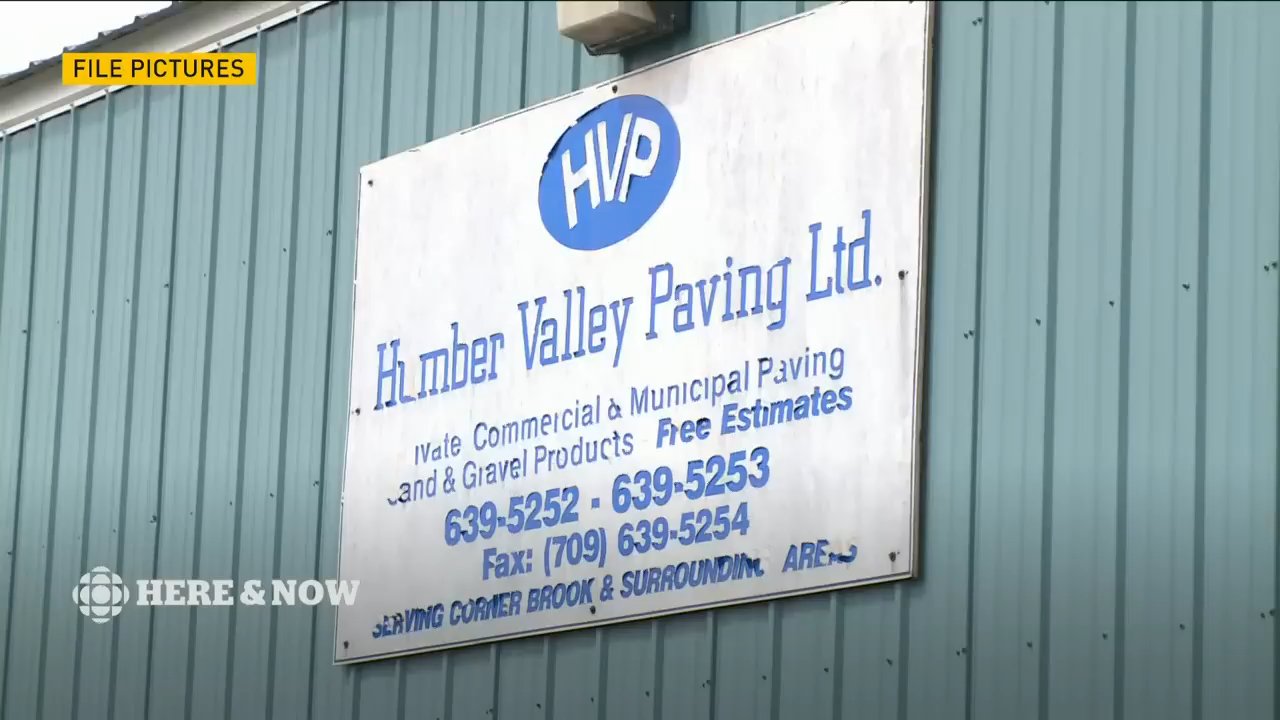 FILE PICTURES
HVP
Humber Valley Paving Ltd.
ivate Commercial & Municipal Paving
and & Gravel Products Free Estimates
639-5252 - 639-5253
Fax: (709) 639-5254
SERVING CORNER BROOK & SURROUNDING AREAS
HERE & NOW